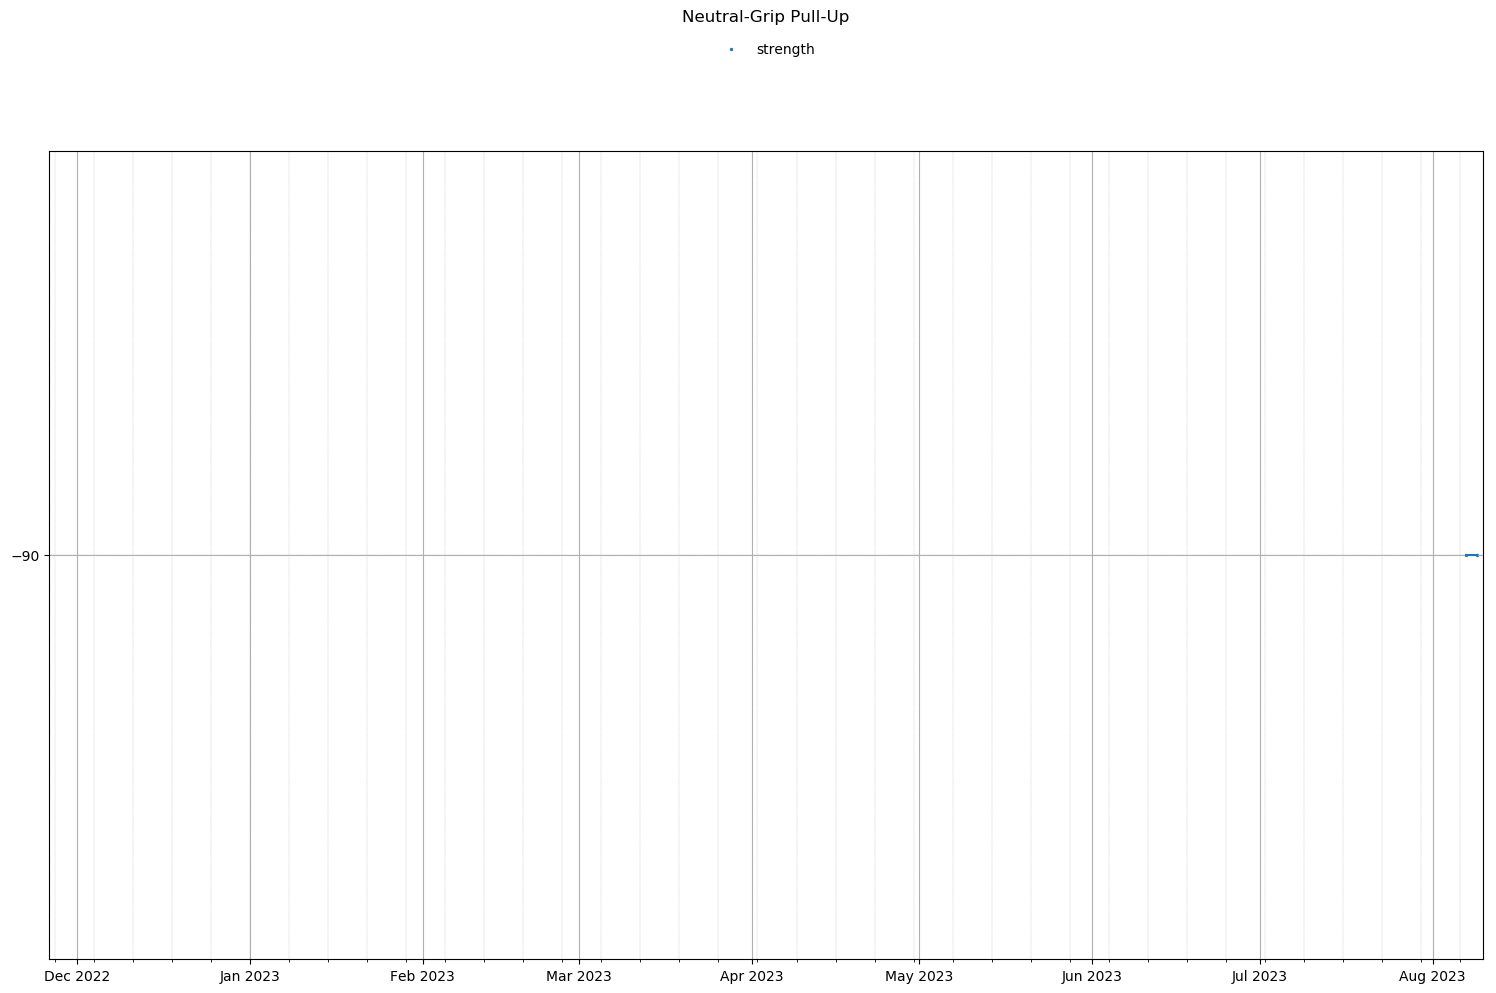 Neutral-Grip Pull-Up
strength
−90
Dec 2022
Jan 2023
Feb 2023
Mar 2023
Apr 2023
May 2023
Jun 2023
Jul 2023
Aug 2023